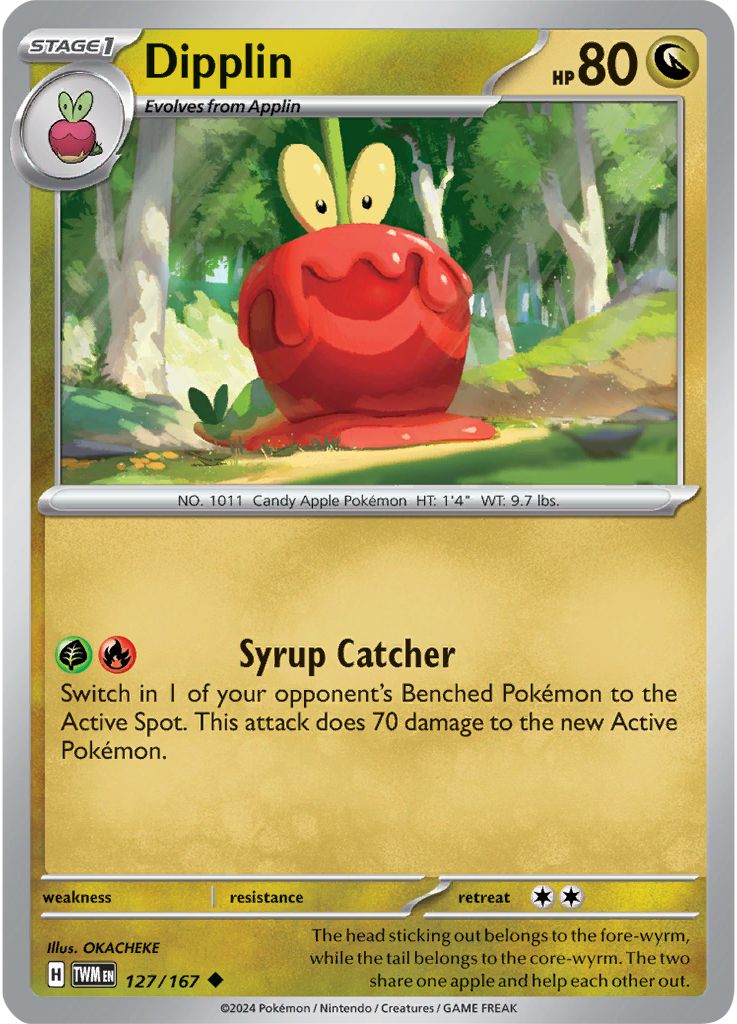 STAGE1
Dipplin
HP 80
Evolves from Applin
NO. 1011 Candy Apple Pokémon HT: 1'4" WT: 9.7 lbs.
Syrup Catcher
Switch in 1 of your opponent's Benched Pokémon to the
Active Spot. This attack does 70 damage to the new Active
Pokémon.
weakness
resistance
retreat
Illus. OKACHEKE
The head sticking out belongs to the fore-wyrm,
while the tail belongs to the core-wyrm. The two
share one apple and help each other out.
H TWM EN 127/167
©2024 Pokémon / Nintendo / Creatures / GAME FREAK